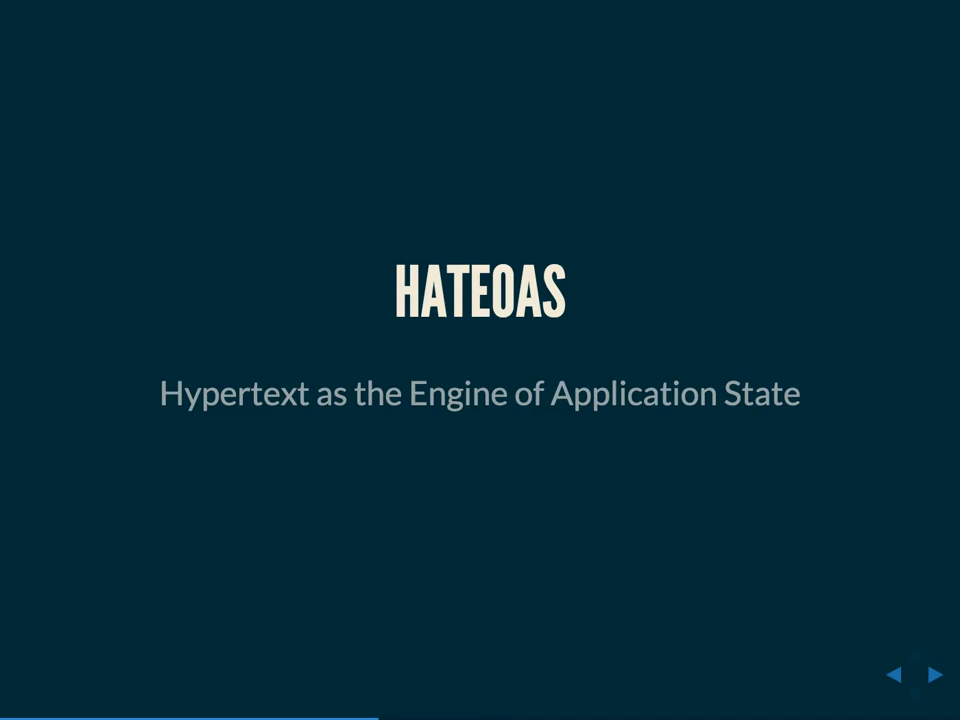 HATEOAS
Hypertext as the Engine of Application State